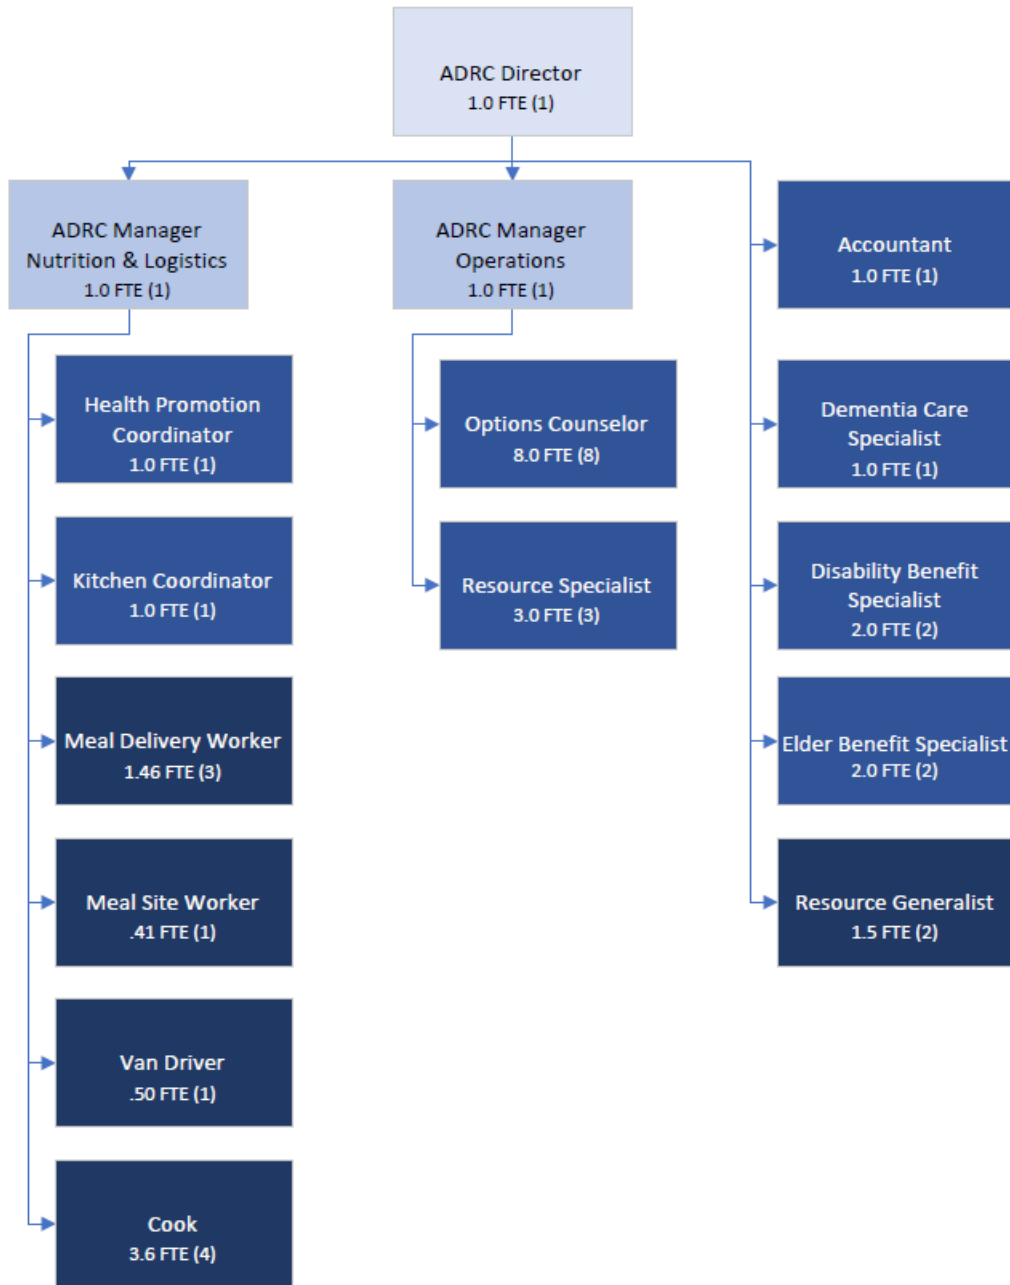 ADRC Director
1.0 FTE (1)
ADRC Manager
Nutrition & Logistics
1.0 FTE (1)
ADRC Manager
Operations
1.0 FTE (1)
Accountant
1.0 FTE (1)
Health Promotion
Coordinator
1.0 FTE (1)
Options Counselor
8.0 FTE (8)
Dementia Care
Specialist
1.0 FTE (1)
Kitchen Coordinator
1.0 FTE (1)
Resource Specialist
3.0 FTE (3)
Disability Benefit
Specialist
2.0 FTE (2)
Meal Delivery Worker
1.46 FTE (3)
Elder Benefit Specialist
2.0 FTE (2)
Meal Site Worker
.41 FTE (1)
Resource Generalist
1.5 FTE (2)
Van Driver
.50 FTE (1)
Cook
3.6 FTE (4)